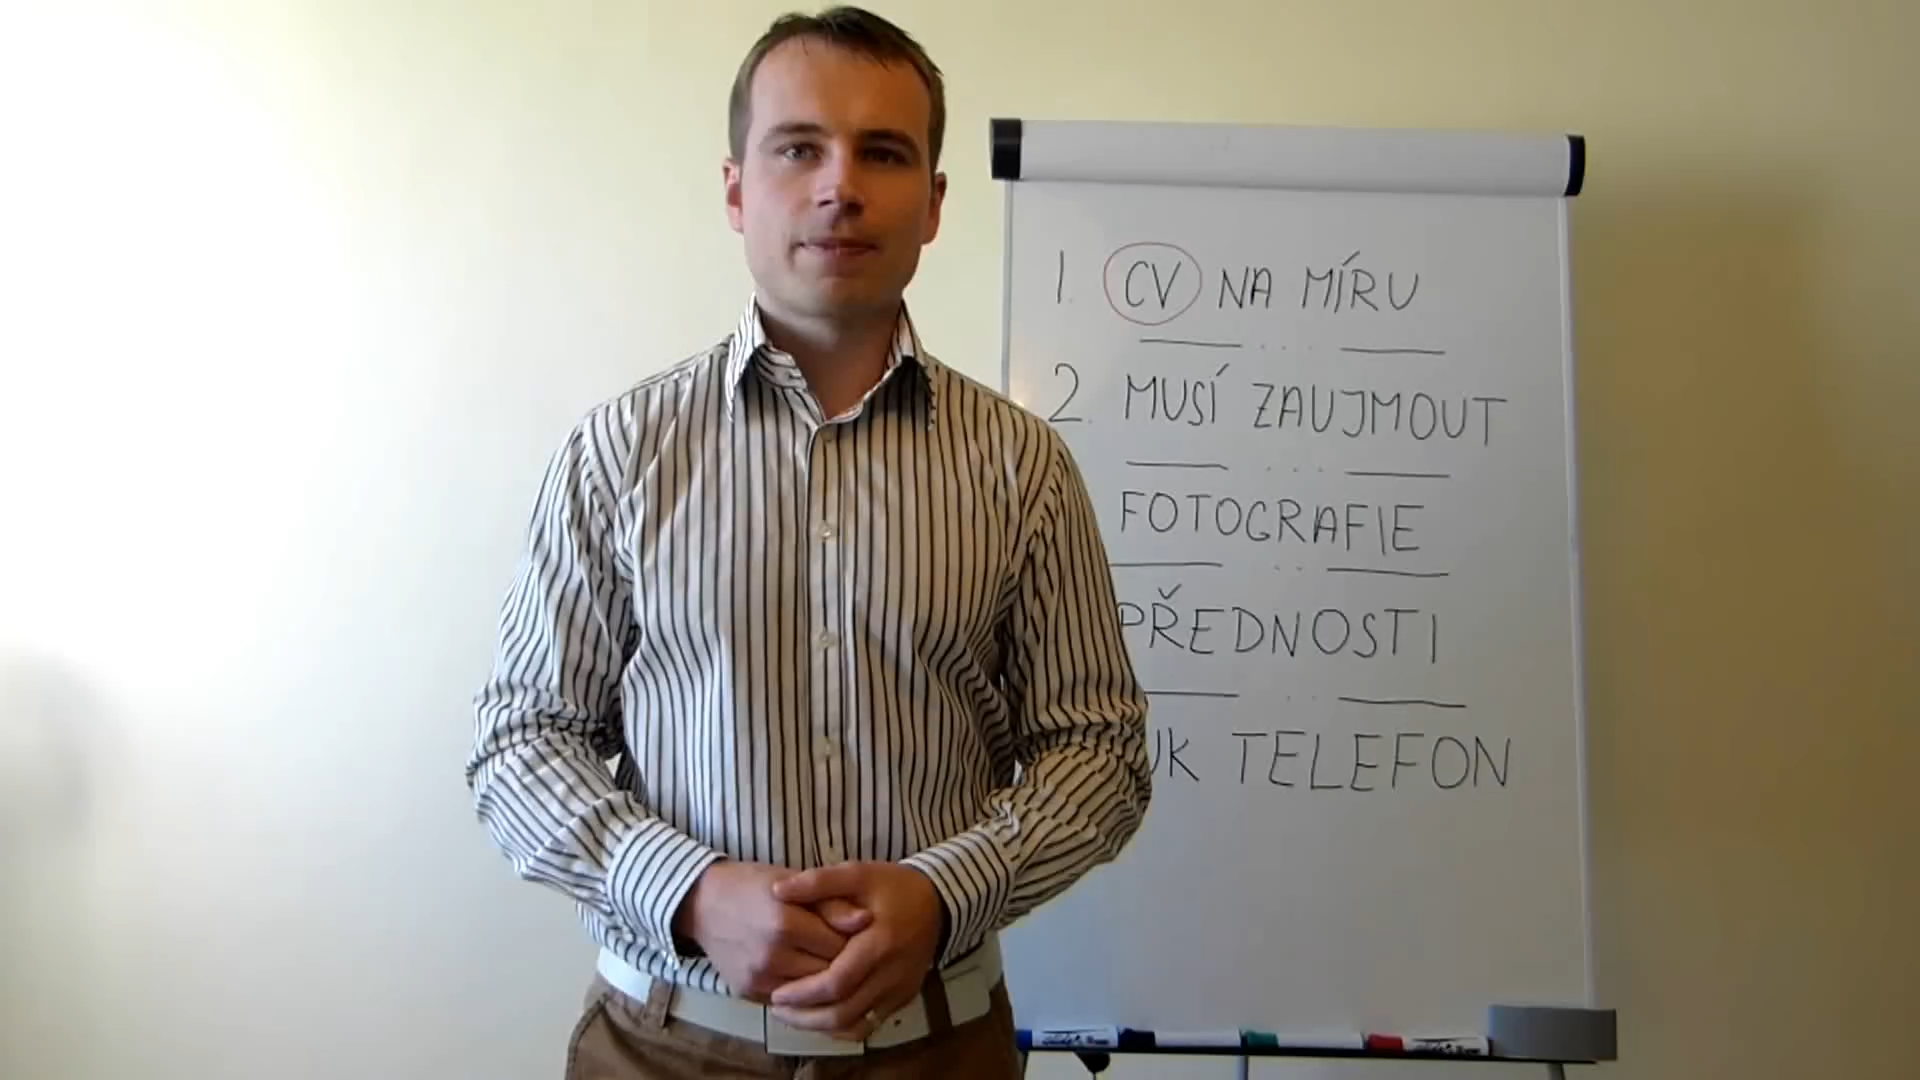 1. CV NA MÍRU
2. MUSÍ ZAUJMOUT
FOTOGRAFIE
PŘEDNOSTI
TELEFON